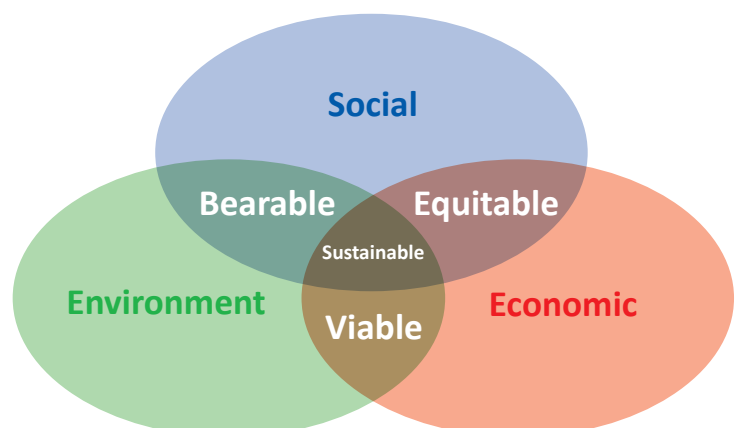 Social
Bearable
Equitable
Sustainable
Environment
Viable
Economic